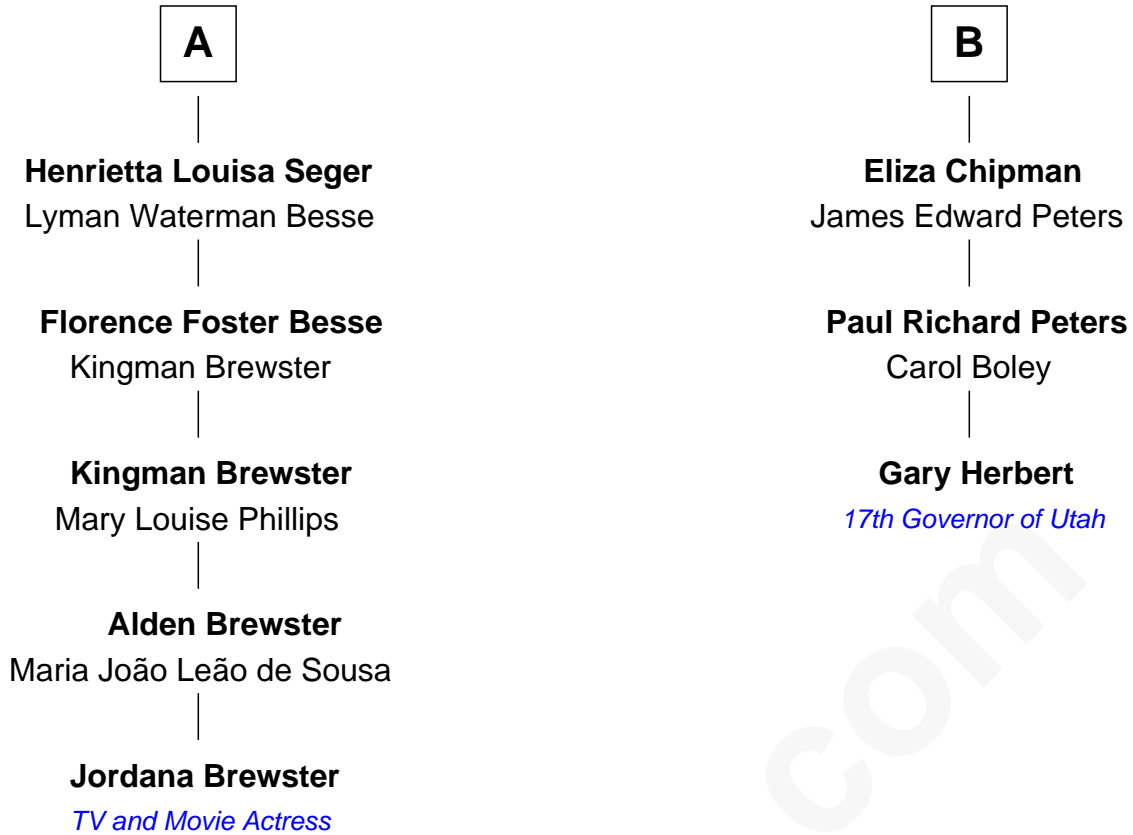 A
Henrietta Louisa Seger
Lyman Waterman Besse
Florence Foster Besse
Kingman Brewster
Kingman Brewster
Mary Louise Phillips
Alden Brewster
Maria João Leão de Sousa
Jordana Brewster
TV and Movie Actress
B
Eliza Chipman
James Edward Peters
Paul Richard Peters
Carol Boley
Gary Herbert
17th Governor of Utah
com